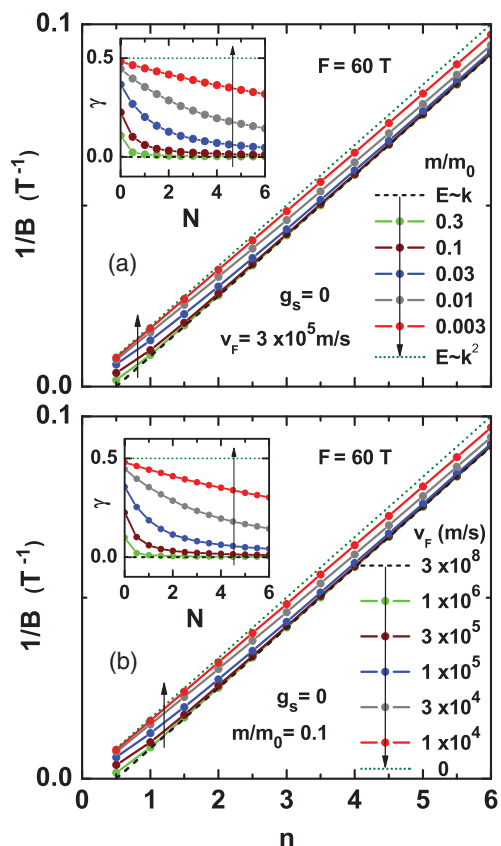 0.1
F = 60 T
0.5
γ
0.0
0 2 4 6
N
m/m₀
E~k
0.3
0.1
0.03
0.01
0.003
E~k²
1/B (T⁻¹)
(a)
gₛ=0
v_F= 3 x10⁵m/s
0.0
0.1
F = 60 T
0.5
γ
0.0
0 2 4 6
N
v_F (m/s)
3 x10⁸
1 x10⁶
3 x10⁵
1 x10⁵
3 x10⁴
1 x10⁴
0
1/B (T⁻¹)
(b)
gₛ=0
m/m₀= 0.1
0.0
0 1 2 3 4 5 6
n